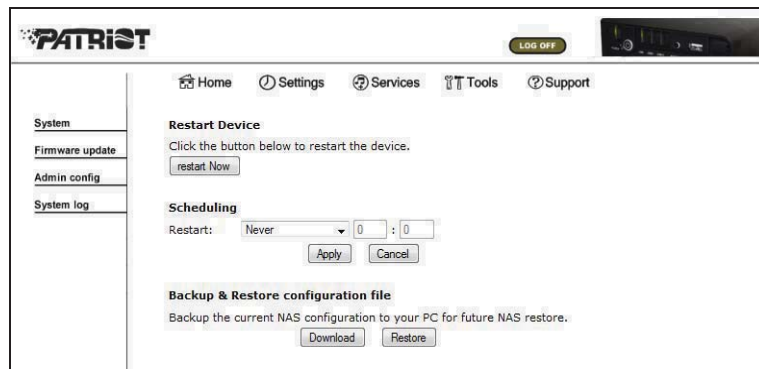 PATRiOT
LOG OFF
Home Settings Services Tools Support
System
Firmware update
Admin config
System log
Restart Device
Click the button below to restart the device.
restart Now
Scheduling
Restart: Never 0 : 0
Apply Cancel
Backup & Restore configuration file
Backup the current NAS configuration to your PC for future NAS restore.
Download Restore